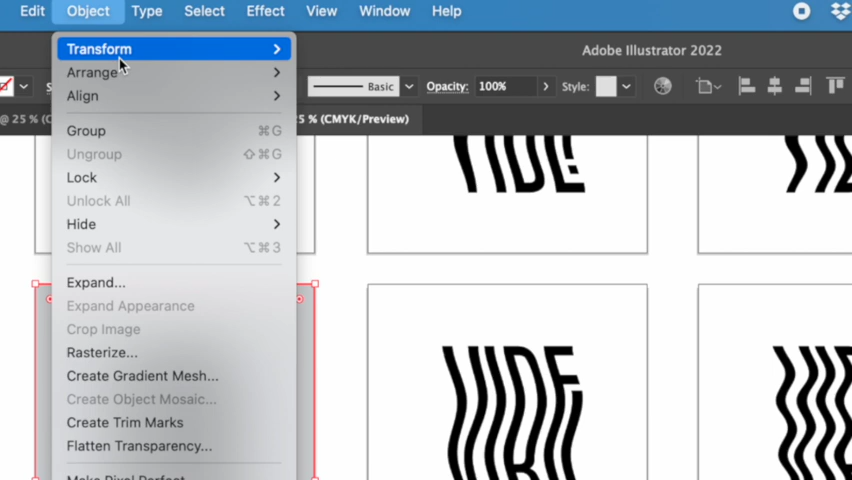 Edit Object Type Select Effect View Window Help
Adobe Illustrator 2022
Basic Opacity: 100% Style:
@ 25 % 5 % (CMYK/Preview)
Transform
Arrange
Align
Group ⌘G
Ungroup ⇧⌘G
Lock
Unlock All ⌥⌘2
Hide
Show All ⌥⌘3
Expand...
Expand Appearance
Crop Image
Rasterize...
Create Gradient Mesh...
Create Object Mosaic...
Create Trim Marks
Flatten Transparency...
Make Pixel Perfect